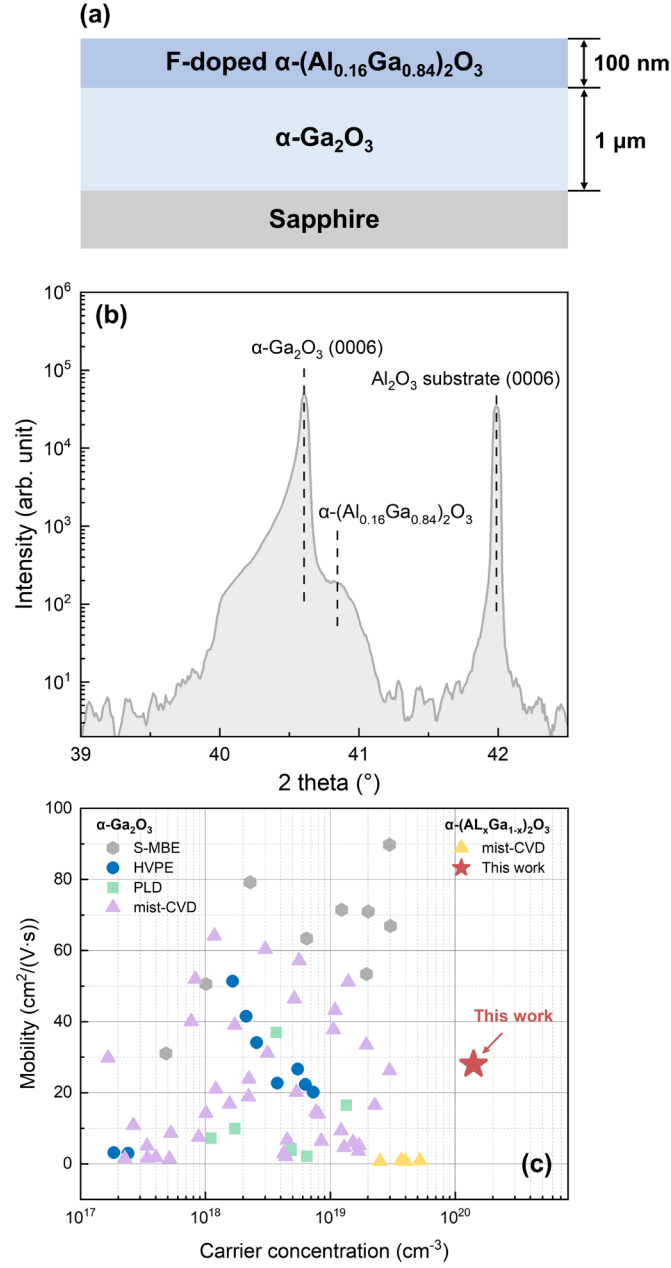 (a)
F-doped α-(Al0.16Ga0.84)2O3
100 nm
α-Ga2O3
1 μm
Sapphire
(b)
10^6
10^5
10^4
10^3
10^2
10^1
Intensity (arb. unit)
α-Ga2O3 (0006)
Al2O3 substrate (0006)
α-(Al0.16Ga0.84)2O3
39 40 41 42
2 theta (°)
100
80
60
40
20
0
Mobility (cm^2/(V·s))
α-Ga2O3
S-MBE
HVPE
PLD
mist-CVD
α-(ALxGa1-x)2O3
mist-CVD
This work
This work
(c)
10^17 10^18 10^19 10^20
Carrier concentration (cm^-3)